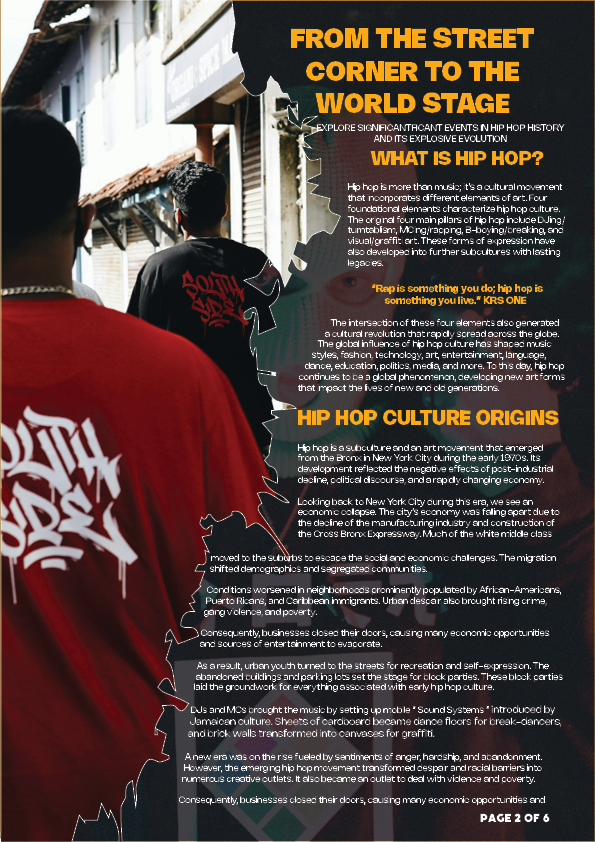 FROM THE STREET
CORNER TO THE
WORLD STAGE
EXPLORE SIGNIFICANTFICANT EVENTS IN HIP HOP HISTORY
AND ITS EXPLOSIVE EVOLUTION
WHAT IS HIP HOP?
Hip hop is more than music; it's a cultural movement
that incorporates different elements of art. Four
foundational elements characterize hip hop culture.
The original four main pillars of hip hop include DJing/
turntablism, MCing/rapping, B-boying/breaking, and
visual/graffiti art. These forms of expression have
also developed into further subcultures with lasting
legacies.
"Rap is something you do; hip hop is
something you live." KRS ONE
The intersection of these four elements also generated
a cultural revolution that rapidly spread across the globe.
The global influence of hip hop culture has shaped music
styles, fashion, technology, art, entertainment, language,
dance, education, politics, media, and more. To this day, hip hop
continues to be a global phenomenon, developing new art forms
that impact the lives of new and old generations.
HIP HOP CULTURE ORIGINS
Hip hop is a subculture and an art movement that emerged
from the Bronx in New York City during the early 1970s. Its
development reflected the negative effects of post-industrial
decline, political discourse, and a rapidly changing economy.
Looking back to New York City during this era, we see an
economic collapse. The city's economy was falling apart due to
the decline of the manufacturing industry and construction of
the Cross Bronx Expressway. Much of the white middle class
moved to the suburbs to escape the social and economic challenges. The migration
shifted demographics and segregated communities.
Conditions worsened in neighborhoods prominently populated by African-Americans,
Puerto Ricans, and Caribbean immigrants. Urban despair also brought rising crime,
gang violence, and poverty.
Consequently, businesses closed their doors, causing many economic opportunities
and sources of entertainment to evaporate.
As a result, urban youth turned to the streets for recreation and self-expression. The
abandoned buildings and parking lots set the stage for block parties. These block parties
laid the groundwork for everything associated with early hip hop culture.
DJs and MCs brought the music by setting up mobile "Sound Systems" introduced by
Jamaican culture. Sheets of cardboard became dance floors for break-dancers,
and brick walls transformed into canvases for graffiti.
A new era was on the rise fueled by sentiments of anger, hardship, and abandonment.
However, the emerging hip hop movement transformed despair and racial barriers into
numerous creative outlets. It also became an outlet to deal with violence and poverty.
Consequently, businesses closed their doors, causing many economic opportunities and
PAGE 2 OF 6
SOUTH
SYDE
OUTH
YDE